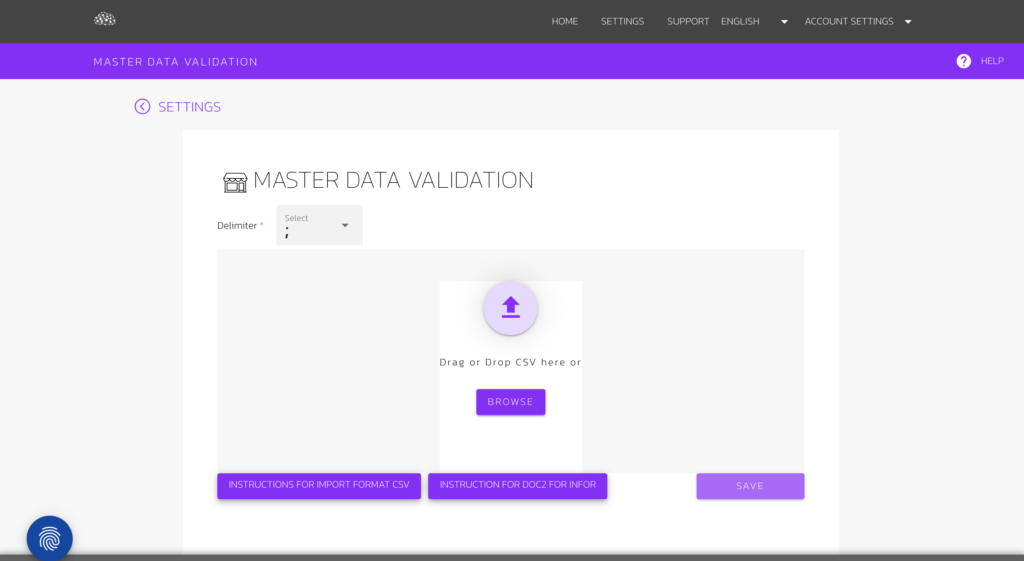 HOME SETTINGS SUPPORT ENGLISH ACCOUNT SETTINGS
MASTER DATA VALIDATION
HELP
SETTINGS
MASTER DATA VALIDATION
Delimiter *
Select
;
Drag or Drop CSV here or
BROWSE
INSTRUCTIONS FOR IMPORT FORMAT CSV
INSTRUCTION FOR DOC2 FOR INFOR
SAVE